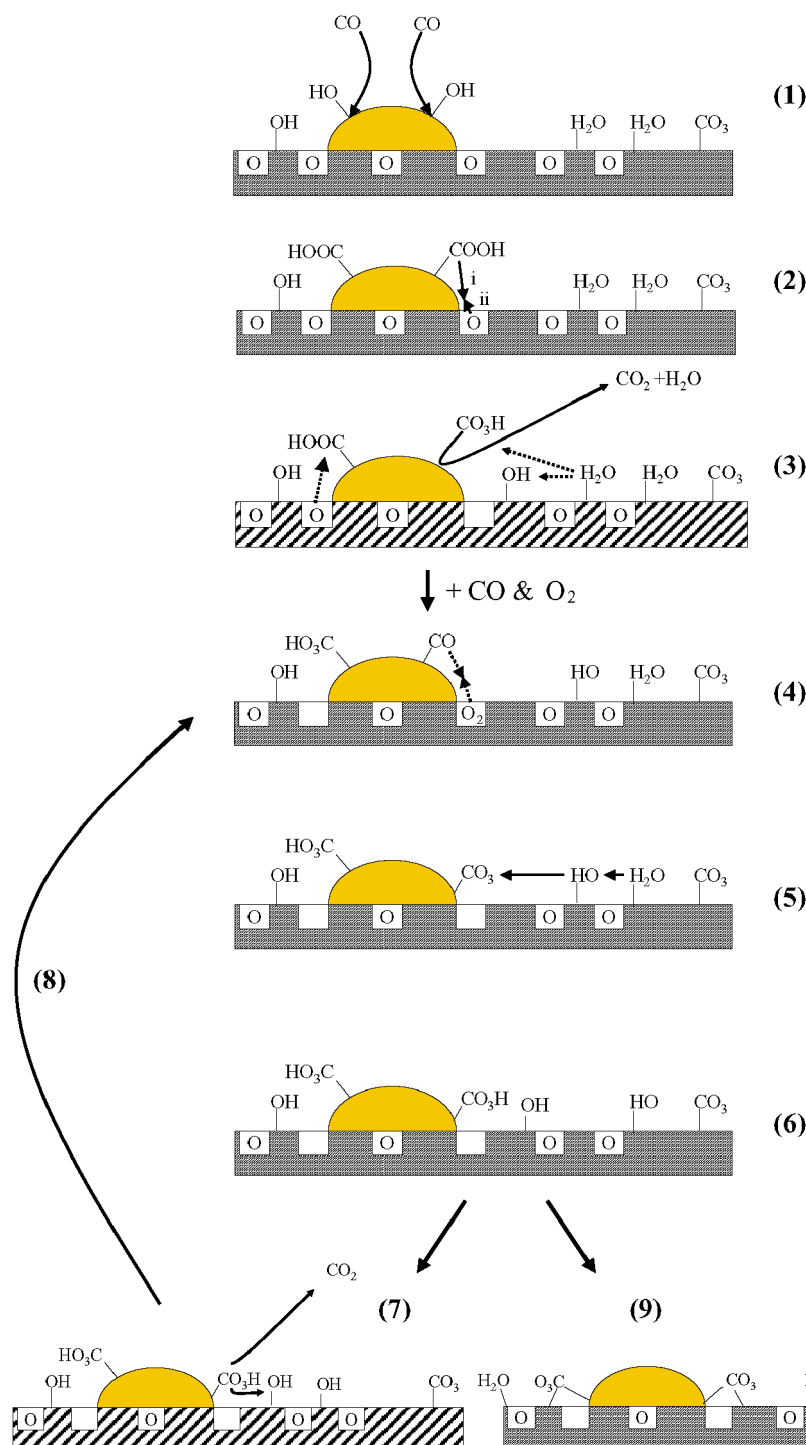 CO CO
HO OH
OH H₂O H₂O CO₃ (1)
O O O O O O
HOOC COOH
i
OH ii H₂O H₂O CO₃ (2)
O O O O O O
CO₂ +H₂O
CO₃H
HOOC
OH OH H₂O H₂O CO₃ (3)
O O O O O
+ CO & O₂
HO₃C CO
OH HO H₂O CO₃ (4)
O O O₂ O O
HO₃C
OH CO₃ HO H₂O CO₃ (5)
O O O O
(8)
HO₃C CO₃H
OH OH HO CO₃ (6)
O O O O
CO₂
(7) (9)
HO₃C
OH CO₃H OH OH CO₃
O O O O
H₂O O₃C CO₃
O O O